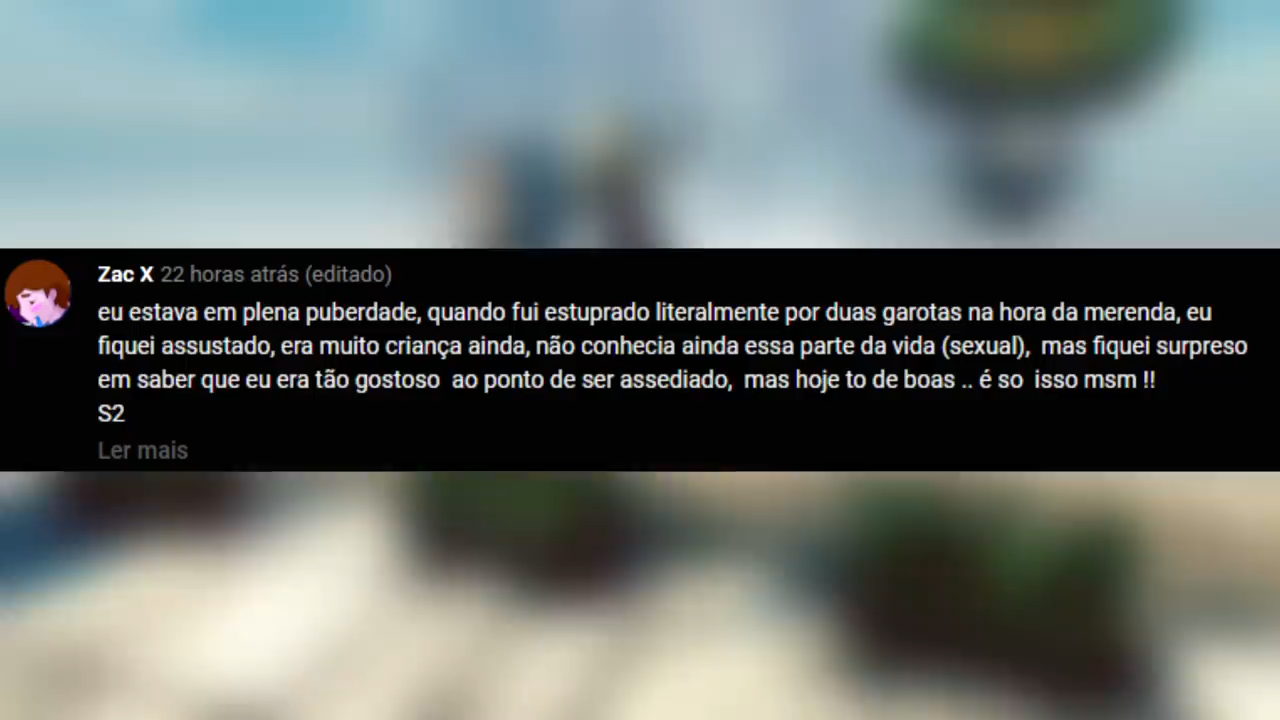 Zac X 22 horas atrás (editado)
eu estava em plena puberdade, quando fui estuprado literalmente por duas garotas na hora da merenda, eu
fiquei assustado, era muito criança ainda, não conhecia ainda essa parte da vida (sexual),  mas fiquei surpreso
em saber que eu era tão gostoso  ao ponto de ser assediado,  mas hoje to de boas .. é so  isso msm !!
S2
Ler mais